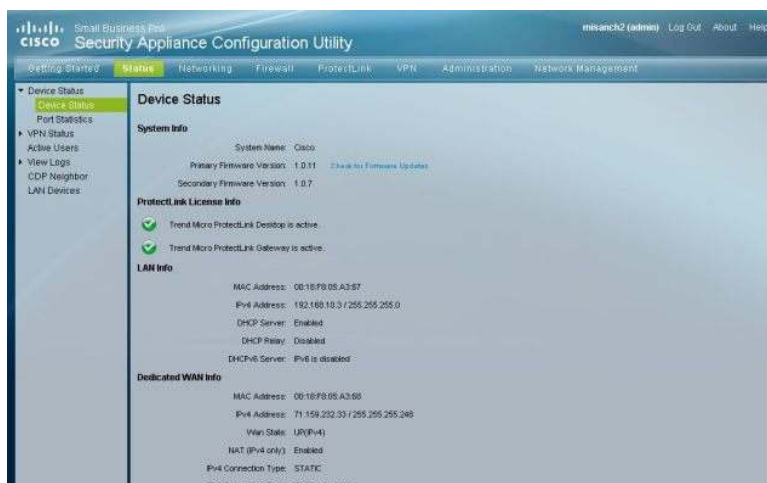 Small Business Pro
cisco Security Appliance Configuration Utility
misanch2 (admin) Log Out About Help
Getting Started Status Networking Firewall ProtectLink VPN Administration Network Management
Device Status
Device Status
Port Statistics
VPN Status
Active Users
View Logs
CDP Neighbor
LAN Devices
Device Status
System Info
System Name: Cisco
Primary Firmware Version: 1.0.11 Check for Firmware Updates
Secondary Firmware Version: 1.0.7
ProtectLink License Info
Trend Micro ProtectLink Desktop is active.
Trend Micro ProtectLink Gateway is active.
LAN Info
MAC Address: 00:18:F8:05:A3:67
IPv4 Address: 192.168.10.3 / 255.255.255.0
DHCP Server: Enabled
DHCP Relay: Disabled
DHCPv6 Server: IPv6 is disabled
Dedicated WAN Info
MAC Address: 00:18:F8:05:A3:68
IPv4 Address: 71.159.232.33 / 255.255.255.248
Wan State: UP(IPv4)
NAT (IPv4 only): Enabled
IPv4 Connection Type: STATIC